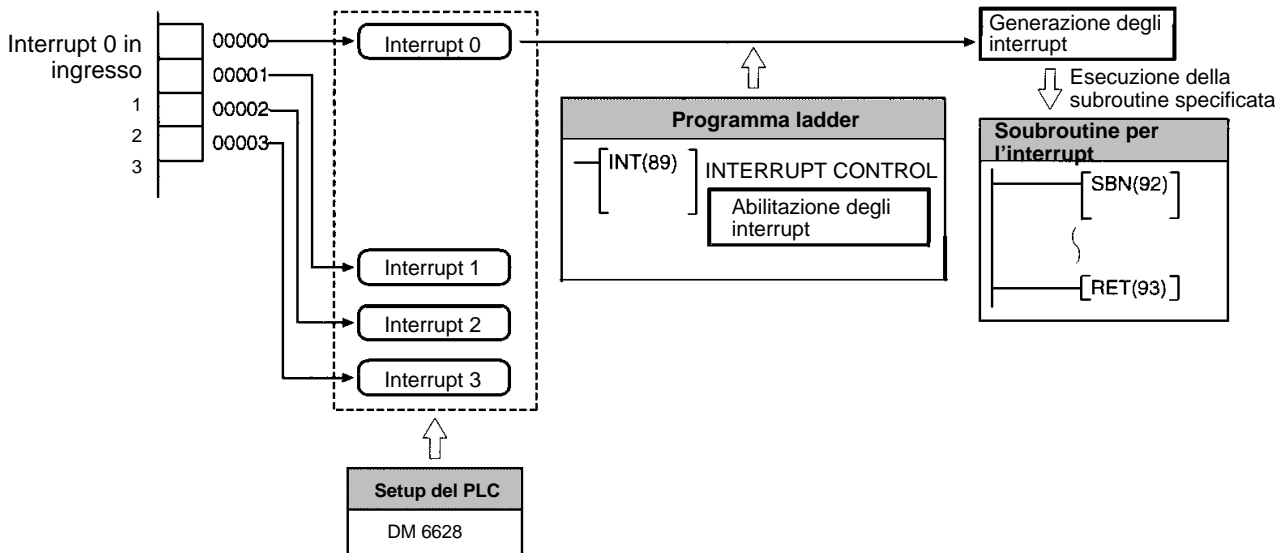 Interrupt 0 in
ingresso
1
2
3
00000
00001
00002
00003
Interrupt 0
Interrupt 1
Interrupt 2
Interrupt 3
Setup del PLC
DM 6628
Programma ladder
INT(89)
INTERRUPT CONTROL
Abilitazione degli
interrupt
Generazione degli
interrupt
Esecuzione della
subroutine specificata
Soubroutine per
l’interrupt
SBN(92)
RET(93)